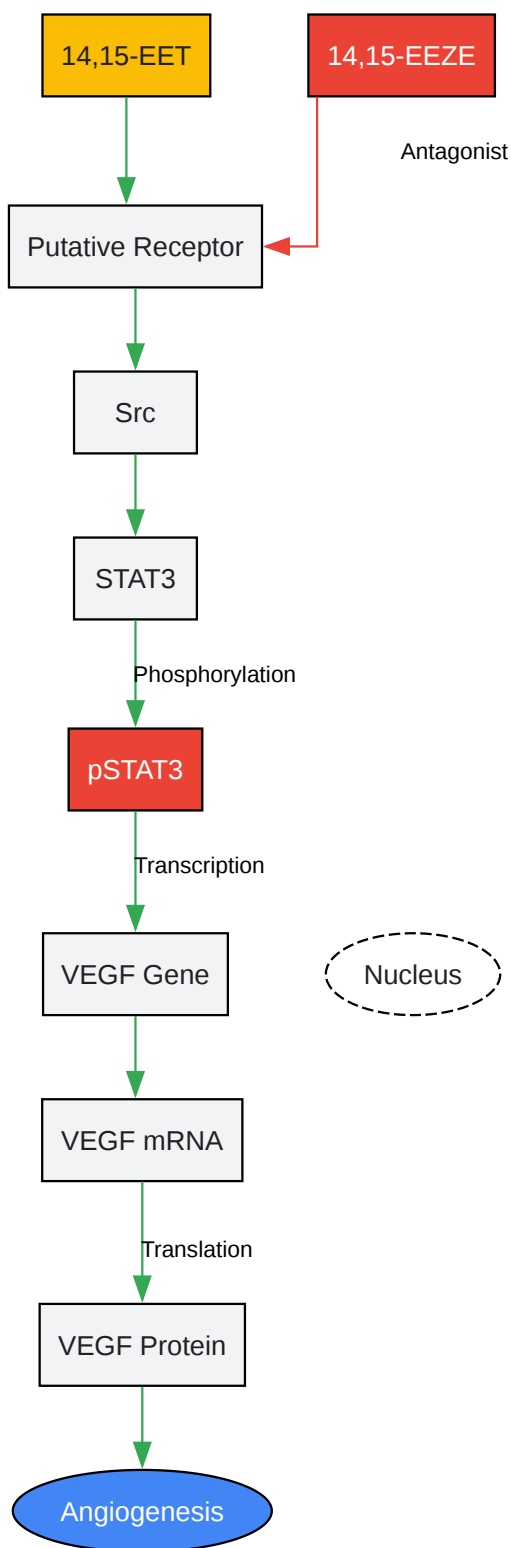 14,15-EET
14,15-EEZE
Antagonist
Putative Receptor
Src
STAT3
Phosphorylation
pSTAT3
Transcription
VEGF Gene
Nucleus
VEGF mRNA
Translation
VEGF Protein
Angiogenesis